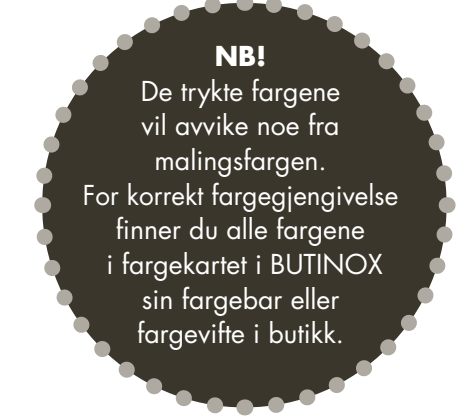 NB!
De trykte fargene
vil avvike noe fra
malingsfargen.
For korrekt fargegjengivelse
finner du alle fargene
i fargekartet i BUTINOX
sin fargebar eller
fargevifte i butikk.